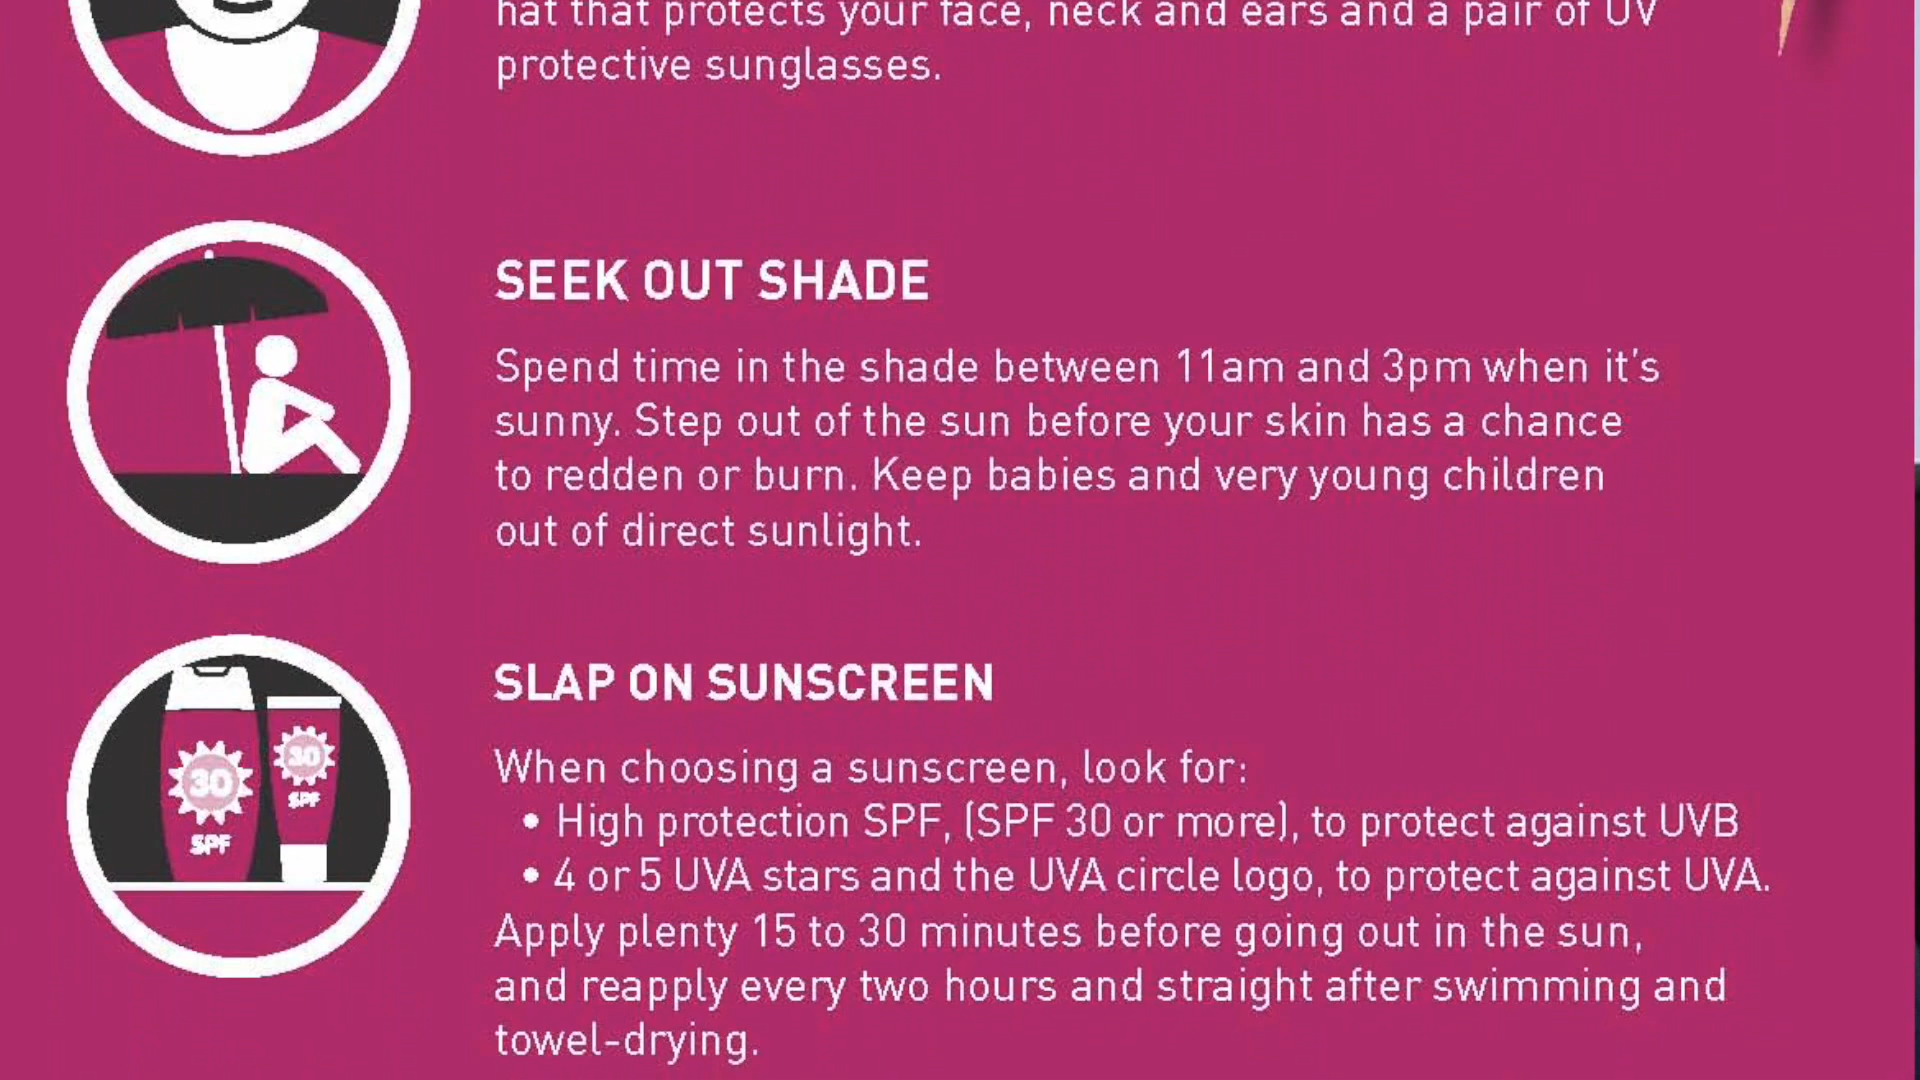 hat that protects your face, neck and ears and a pair of UV
protective sunglasses.
SEEK OUT SHADE
Spend time in the shade between 11am and 3pm when it's
sunny. Step out of the sun before your skin has a chance
to redden or burn. Keep babies and very young children
out of direct sunlight.
SLAP ON SUNSCREEN
When choosing a sunscreen, look for:
• High protection SPF, (SPF 30 or more), to protect against UVB
• 4 or 5 UVA stars and the UVA circle logo, to protect against UVA.
Apply plenty 15 to 30 minutes before going out in the sun,
and reapply every two hours and straight after swimming and
towel-drying.
30
SPF
30
SPF